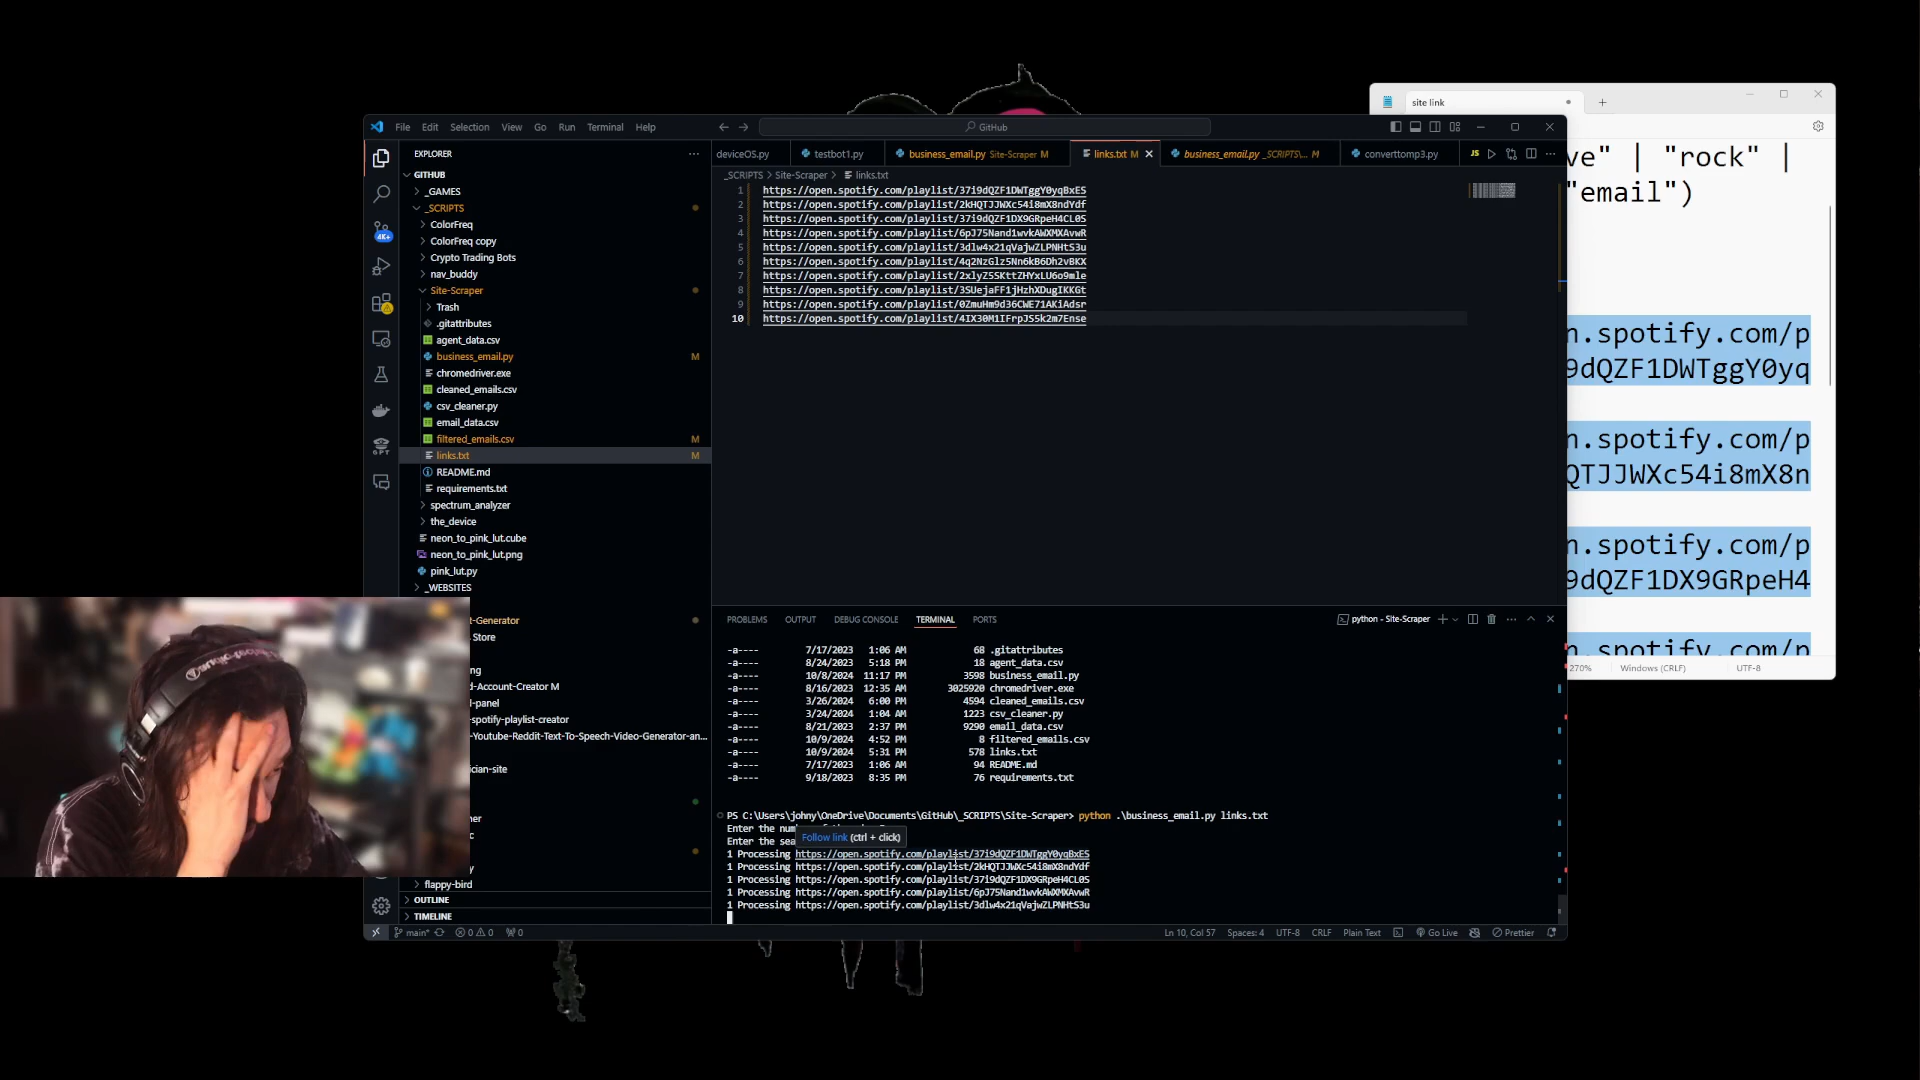 File Edit Selection View Go Run Terminal Help
GitHub
EXPLORER
GITHUB
_GAMES
_SCRIPTS
ColorFreq
ColorFreq copy
Crypto Trading Bots
nav_buddy
Site-Scraper
Trash
.gitattributes
agent_data.csv
business_email.py M
chromedriver.exe
cleaned_emails.csv
csv_cleaner.py
email_data.csv
filtered_emails.csv M
links.txt M
README.md
requirements.txt
spectrum_analyzer
the_device
neon_to_pink_lut.cube
neon_to_pink_lut.png
pink_lut.py
_WEBSITES
t-Generator
Store
ing
d-Account-Creator M
l-panel
-spotify-playlist-creator
-Youtube-Reddit-Text-To-Speech-Video-Generator-an...
ician-site
ner
c
y
flappy-bird
OUTLINE
TIMELINE
4K+
deviceOS.py testbot1.py business_email.py Site-Scraper M links.txt M business_email.py _SCRIPTS\... M converttomp3.py
_SCRIPTS > Site-Scraper > links.txt
1 https://open.spotify.com/playlist/37i9dQZF1DWTggY0yqBxES
2 https://open.spotify.com/playlist/2kHQTJJWXc54i8mX8ndYdf
3 https://open.spotify.com/playlist/37i9dQZF1DX9GRpeH4CL0S
4 https://open.spotify.com/playlist/6pJ75Nand1wvkAWXMXAvwR
5 https://open.spotify.com/playlist/3dlw4x21qVajwZLPNHtS3u
6 https://open.spotify.com/playlist/4q2NzGlz5Nn6kB6Dh2vBKX
7 https://open.spotify.com/playlist/2xlyZ5SKttZHYxLU6o9mle
8 https://open.spotify.com/playlist/3SUejaFF1jHzhXDugIKKGt
9 https://open.spotify.com/playlist/0ZmuHm9d36CWE71AKiAdsr
10 https://open.spotify.com/playlist/4IX30M1IFrpJS5k2m7Ense
PROBLEMS OUTPUT DEBUG CONSOLE TERMINAL PORTS
python - Site-Scraper
-a---- 7/17/2023 1:06 AM 68 .gitattributes
-a---- 8/24/2023 5:18 PM 18 agent_data.csv
-a---- 10/8/2024 11:17 PM 3598 business_email.py
-a---- 8/16/2023 12:35 AM 3025920 chromedriver.exe
-a---- 3/26/2024 6:00 PM 4594 cleaned_emails.csv
-a---- 3/24/2024 1:04 AM 1223 csv_cleaner.py
-a---- 8/21/2023 2:37 PM 9290 email_data.csv
-a---- 10/9/2024 4:52 PM 8 filtered_emails.csv
-a---- 10/9/2024 5:31 PM 578 links.txt
-a---- 7/17/2023 1:06 AM 94 README.md
-a---- 9/18/2023 8:35 PM 76 requirements.txt
PS C:\Users\johny\OneDrive\Documents\GitHub\_SCRIPTS\Site-Scraper> python .\business_email.py links.txt
Enter the num
Follow link (ctrl + click)
Enter the sea
1 Processing https://open.spotify.com/playlist/37i9dQZF1DWTggY0yqBxES
1 Processing https://open.spotify.com/playlist/2kHQTJJWXc54i8mX8ndYdf
1 Processing https://open.spotify.com/playlist/37i9dQZF1DX9GRpeH4CL0S
1 Processing https://open.spotify.com/playlist/6pJ75Nand1wvkAWXMXAvwR
1 Processing https://open.spotify.com/playlist/3dlw4x21qVajwZLPNHtS3u
main* 0 0 0 Ln 10, Col 57 Spaces: 4 UTF-8 CRLF Plain Text Go Live Prettier
site link
ve" | "rock" |
"email")
n.spotify.com/p
9dQZF1DWTggY0yq
n.spotify.com/p
QTJJWXc54i8mX8n
n.spotify.com/p
9dQZF1DX9GRpeH4
n.spotify.com/p
270% Windows (CRLF) UTF-8